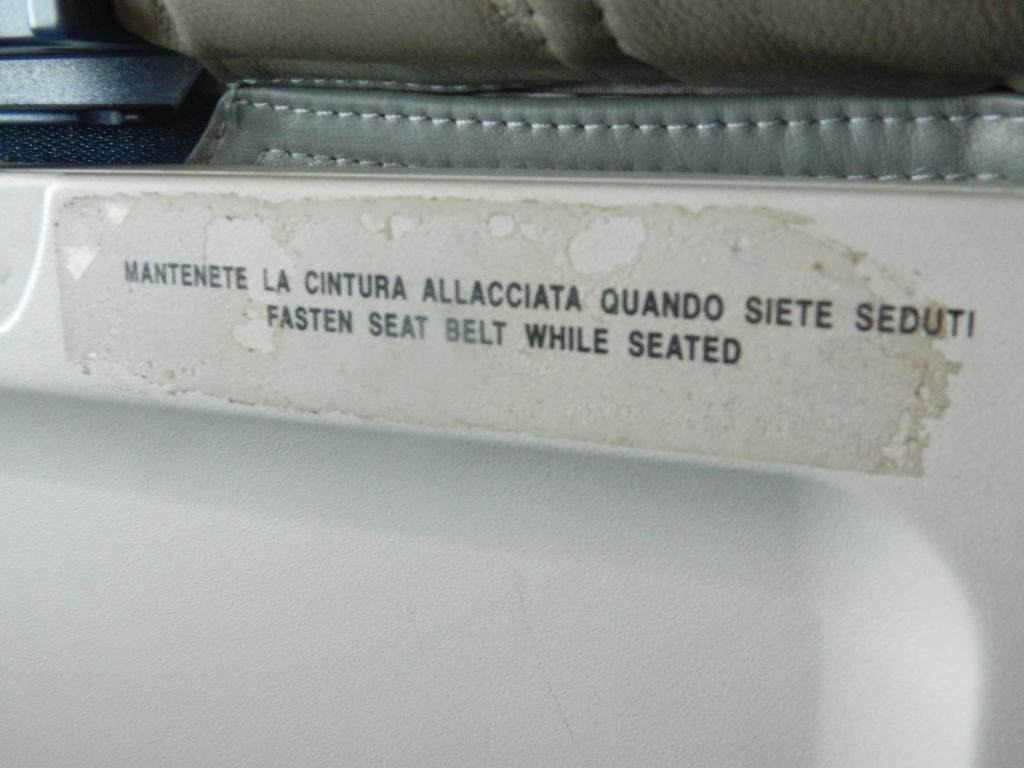 MANTENETE LA CINTURA ALLACCIATA QUANDO SIETE SEDUTI
FASTEN SEAT BELT WHILE SEATED